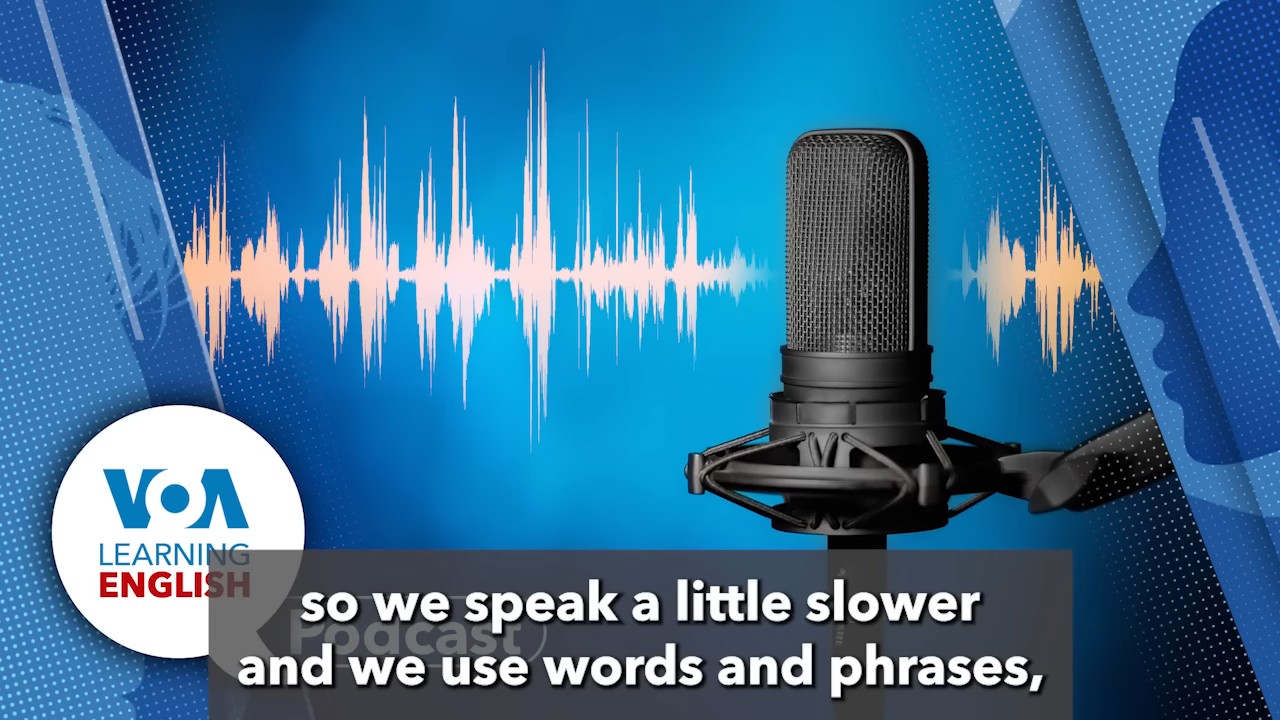 VOA
LEARNING
ENGLISH
Podcast
so we speak a little slower
and we use words and phrases,